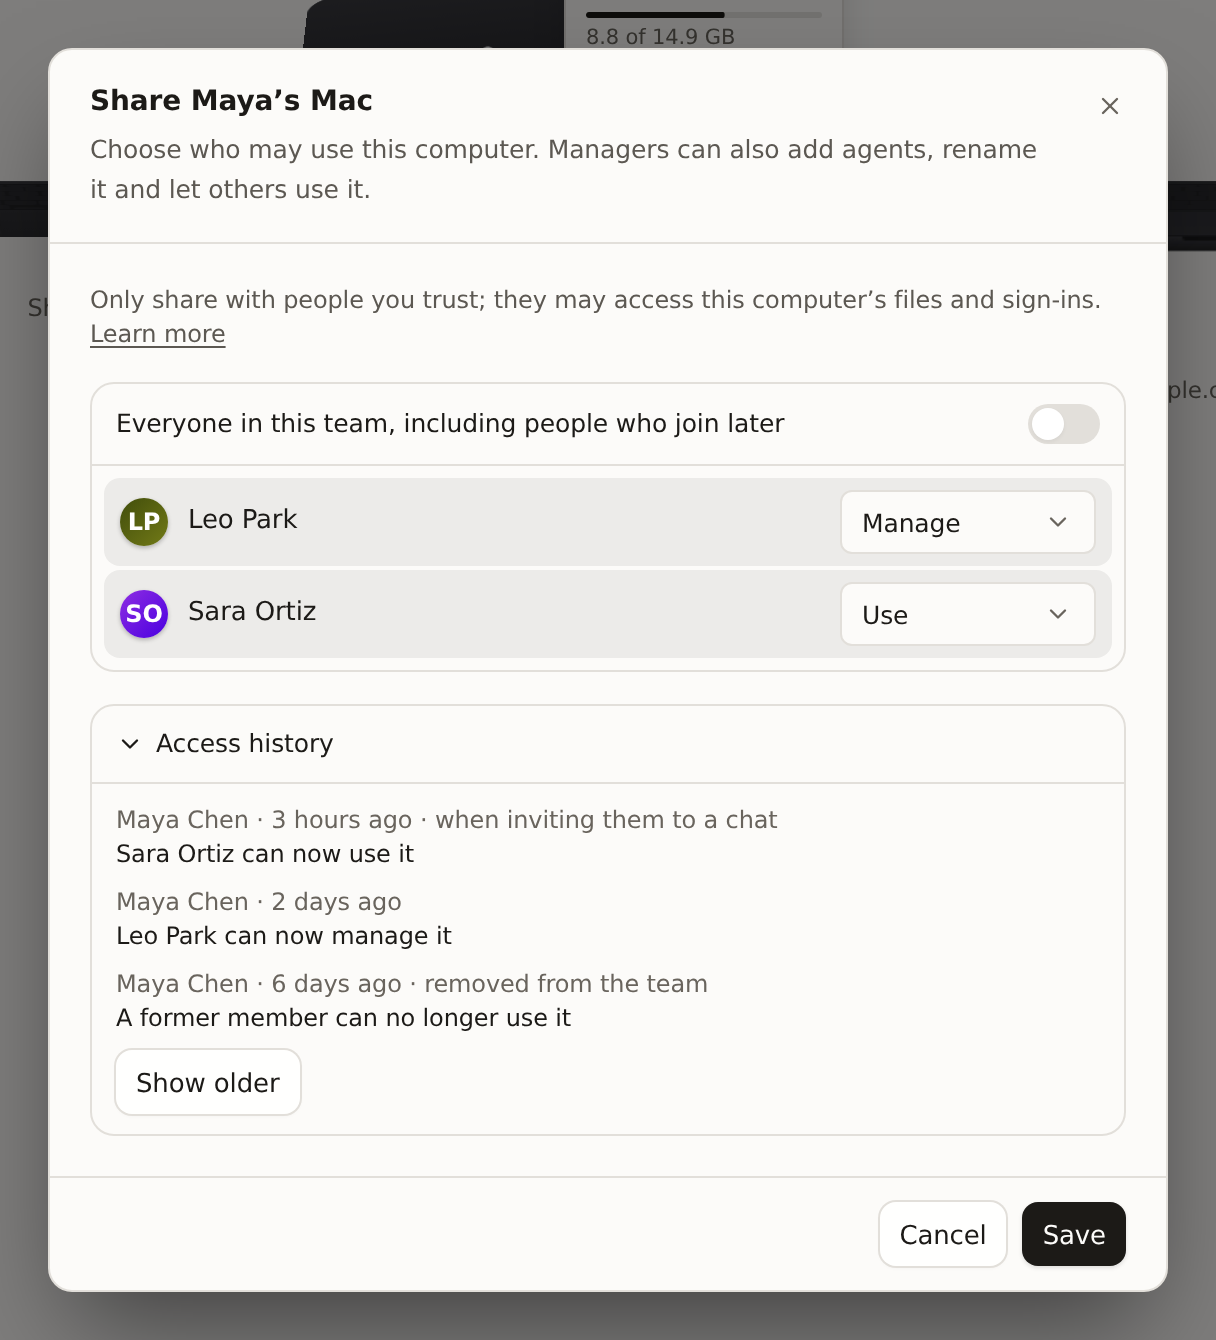 8.8 of 14.9 GB
Share Maya’s Mac
Choose who may use this computer. Managers can also add agents, rename
it and let others use it.
Only share with people you trust; they may access this computer’s files and sign-ins.
Learn more
Everyone in this team, including people who join later
LP Leo Park Manage
SO Sara Ortiz Use
Access history
Maya Chen · 3 hours ago · when inviting them to a chat
Sara Ortiz can now use it
Maya Chen · 2 days ago
Leo Park can now manage it
Maya Chen · 6 days ago · removed from the team
A former member can no longer use it
Show older
Cancel Save